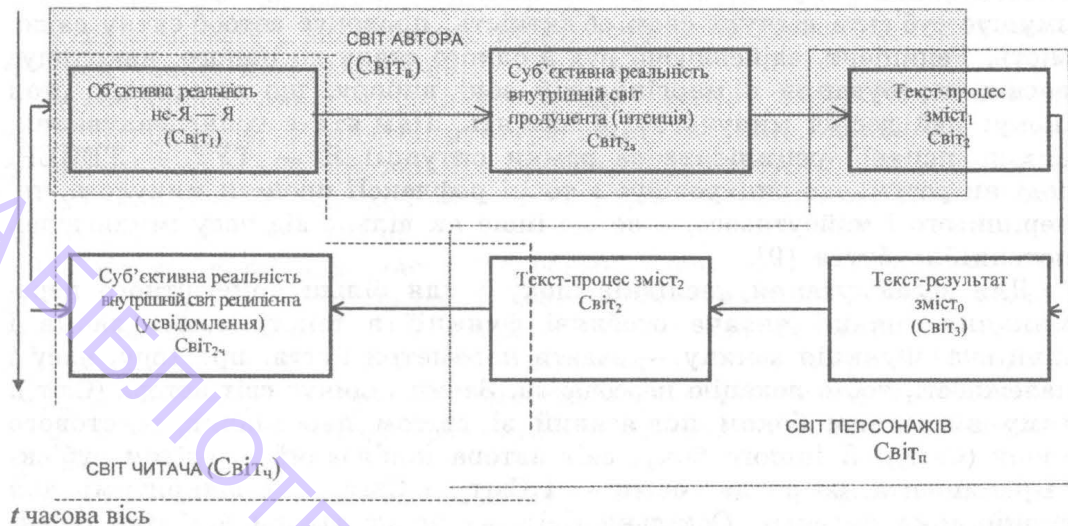 СВІТ АВТОРА
(Світₐ)
Об'єктивна реальність
не-Я → Я
(Світ₁)
Суб'єктивна реальність
внутрішній світ
продуцента (інтенція)
Світ₂ₐ
Текст-процес
зміст₁
Світ₂
Суб'єктивна реальність
внутрішній світ реципієнта
(усвідомлення)
Світ₂ч
Текст-процес зміст₂
Світ₂
Текст-результат
зміст₀
(Світ₃)
СВІТ ПЕРСОНАЖІВ
Світп
СВІТ ЧИТАЧА (Світч)
t часова вісь